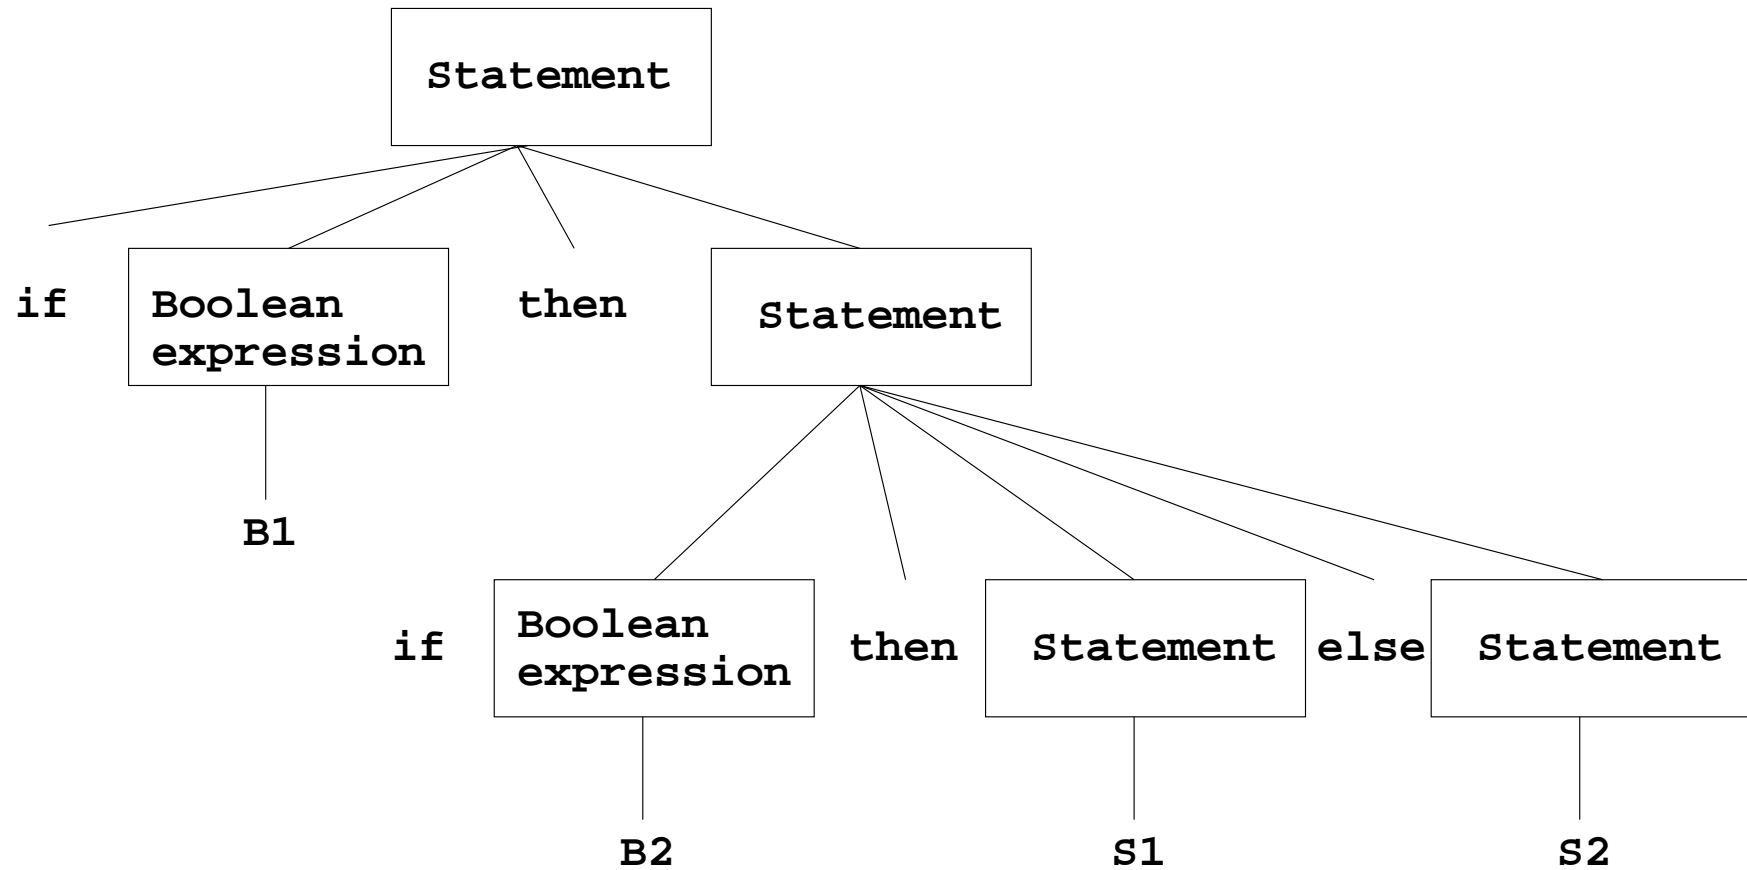 Statement
if
Boolean
expression
then
Statement
B1
if
Boolean
expression
then
Statement
else
Statement
B2
S1
S2